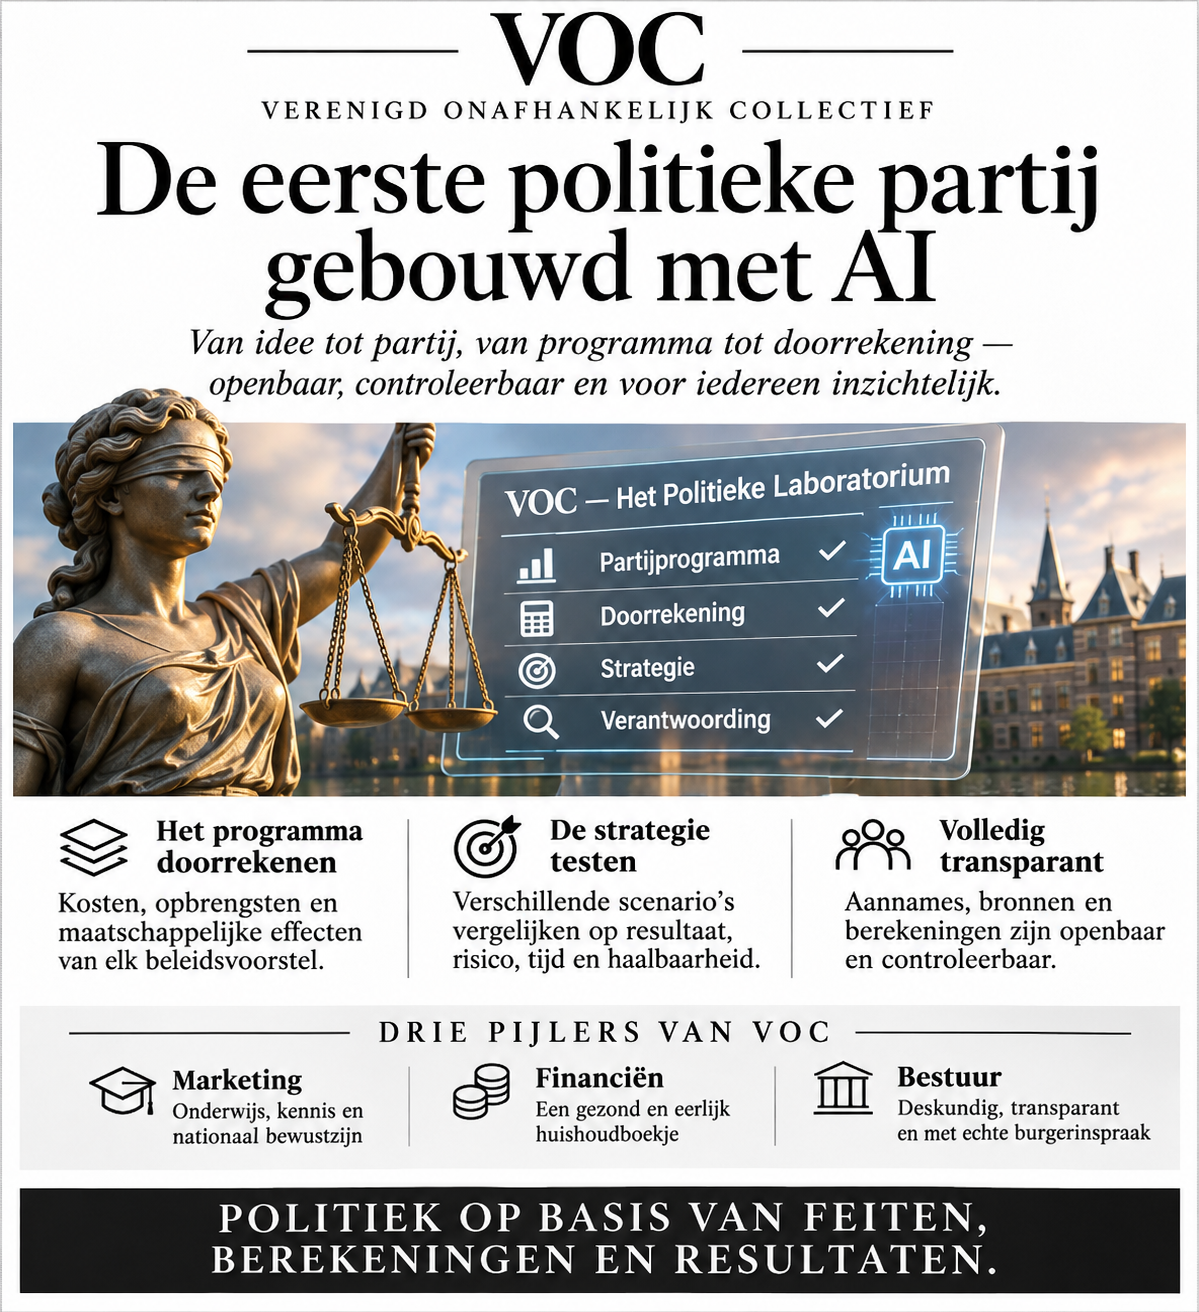 VOC
VERENIGD ONAFHANKELIJK COLLECTIEF
De eerste politieke partij
gebouwd met AI
Van idee tot partij, van programma tot doorrekening —
openbaar, controleerbaar en voor iedereen inzichtelijk.
VOC — Het Politieke Laboratorium
AI
Partijprogramma
Doorrekening
Strategie
Verantwoording
Het programma
doorrekenen
Kosten, opbrengsten en
maatschappelijke effecten
van elk beleidsvoorstel.
De strategie
testen
Verschillende scenario's
vergelijken op resultaat,
risico, tijd en haalbaarheid.
Volledig
transparant
Aannames, bronnen en
berekeningen zijn openbaar
en controleerbaar.
DRIE PIJLERS VAN VOC
Marketing
Onderwijs, kennis en
nationaal bewustzijn
Financiën
Een gezond en eerlijk
huishoudboekje
Bestuur
Deskundig, transparant
en met echte burgerinspraak
POLITIEK OP BASIS VAN FEITEN,
BEREKENINGEN EN RESULTATEN.